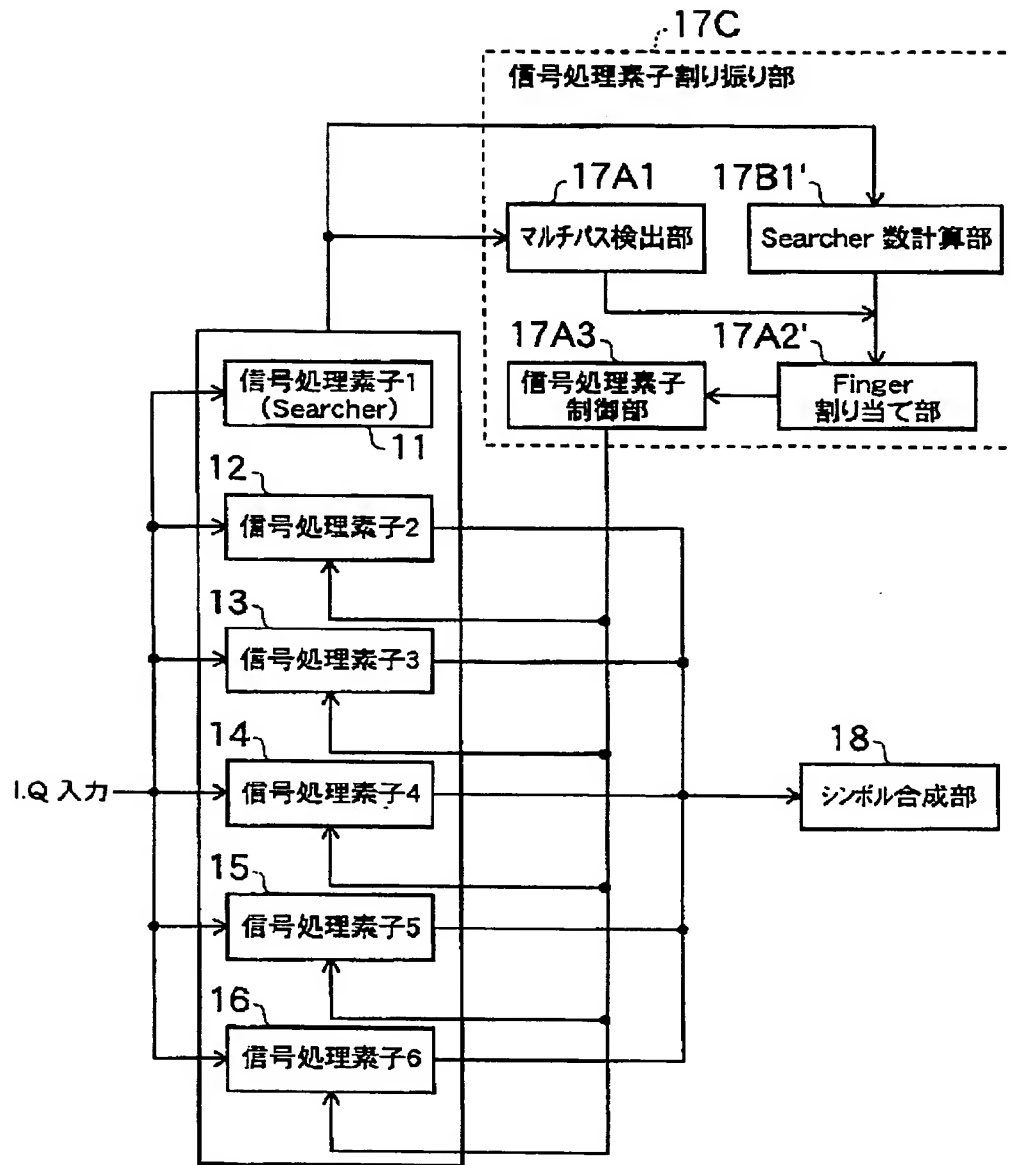 17C
信号処理素子割り振り部
17A1
17B1'
マルチパス検出部
Searcher 数計算部
17A3
17A2'
信号処理素子
制御部
Finger
割り当て部
信号処理素子1
(Searcher)
11
12
信号処理素子2
13
信号処理素子3
14
信号処理素子4
I.Q 入力
18
シンボル合成部
15
信号処理素子5
16
信号処理素子6